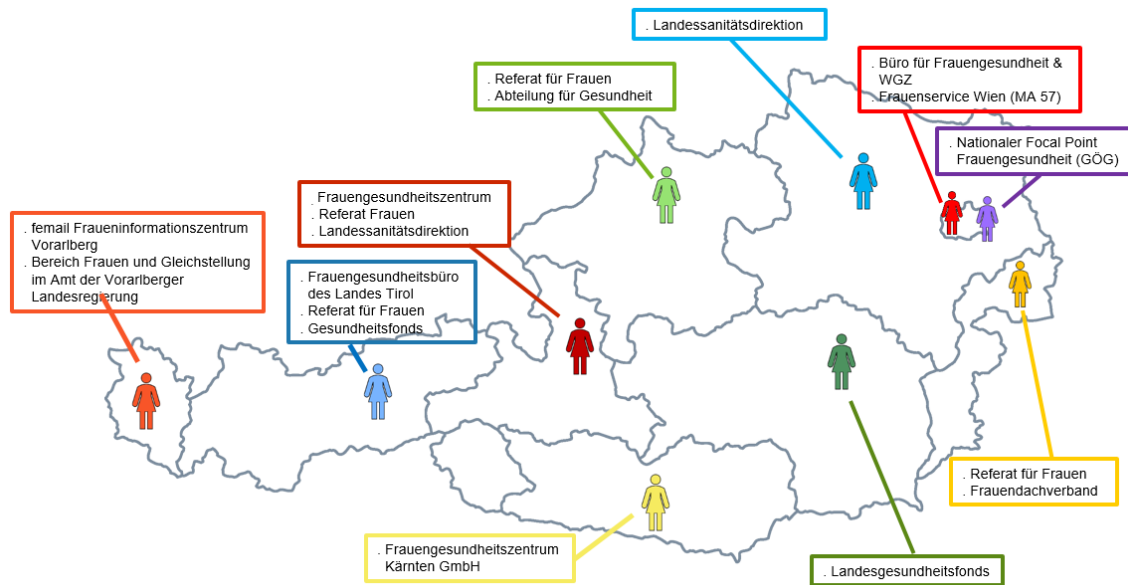 . Landessanitätsdirektion
. Referat für Frauen
. Abteilung für Gesundheit
. Büro für Frauengesundheit &
WGZ
. Frauenservice Wien (MA 57)
. Nationaler Focal Point
Frauengesundheit (GÖG)
. Frauengesundheitszentrum
. Referat Frauen
. Landessanitätsdirektion
. femail Fraueninformationszentrum
Vorarlberg
. Bereich Frauen und Gleichstellung
im Amt der Vorarlberger
Landesregierung
. Frauengesundheitsbüro
des Landes Tirol
. Referat für Frauen
. Gesundheitsfonds
. Referat für Frauen
. Frauendachverband
. Frauengesundheitszentrum
Kärnten GmbH
. Landesgesundheitsfonds